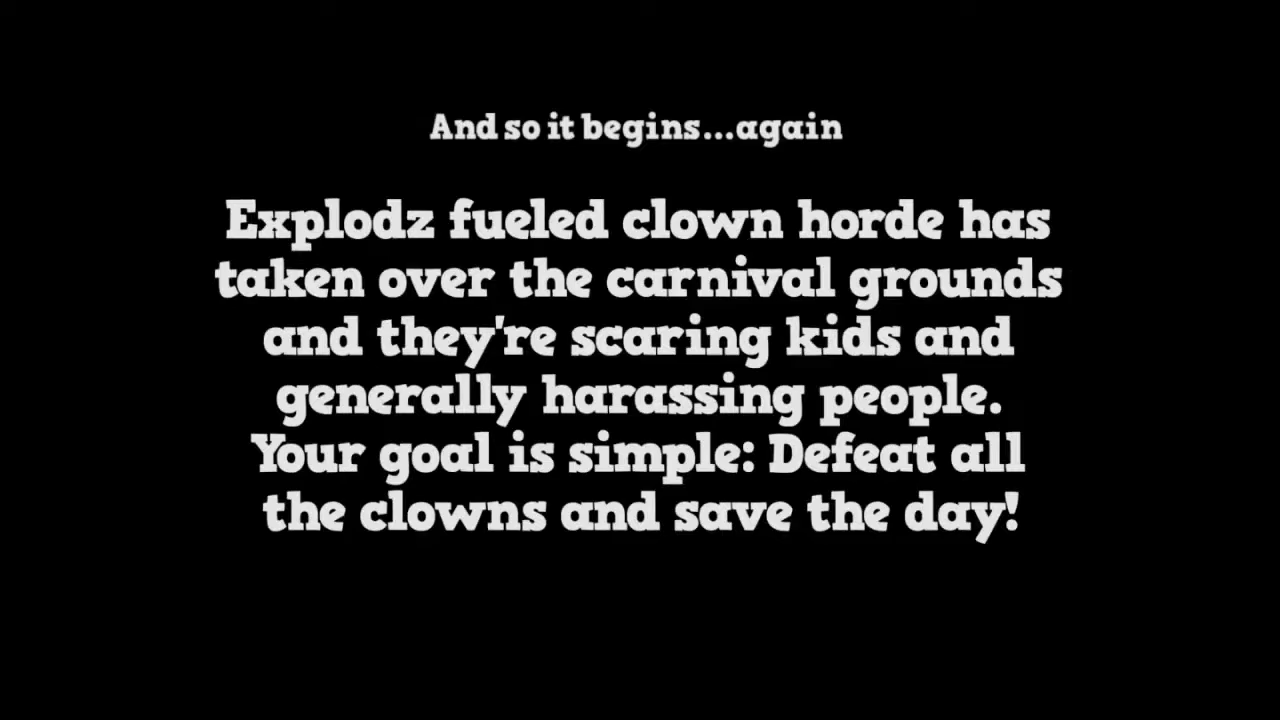 And so it begins...again
Explodz fueled clown horde has
taken over the carnival grounds
and they're scaring kids and
generally harassing people.
Your goal is simple: Defeat all
the clowns and save the day!